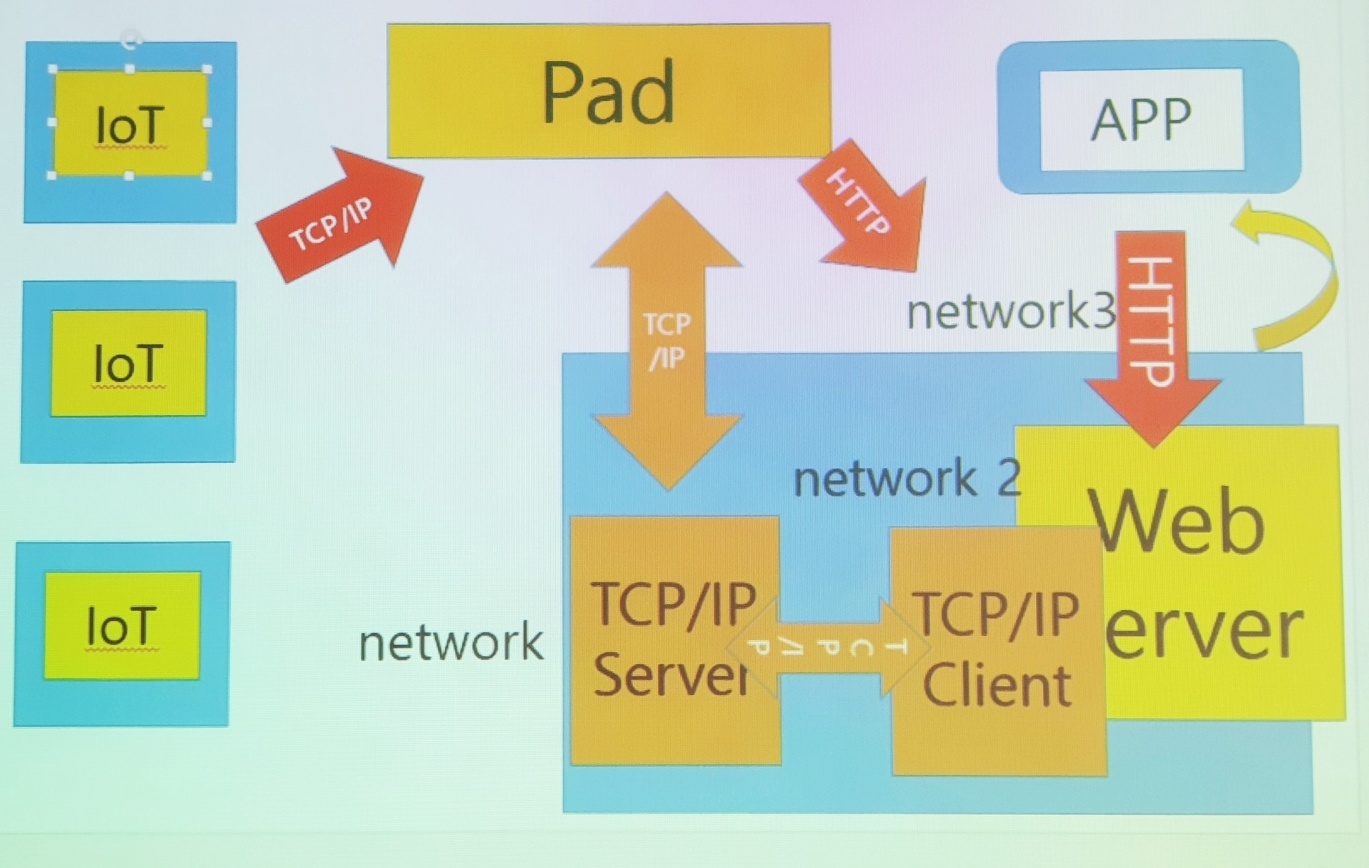 IoT
Pad
APP
TCP/IP
HTTP
IoT
TCP
/IP
network3
HTTP
network 2
Web
erver
IoT
network
TCP/IP
Server
TCP/IP
TCP/IP
Client